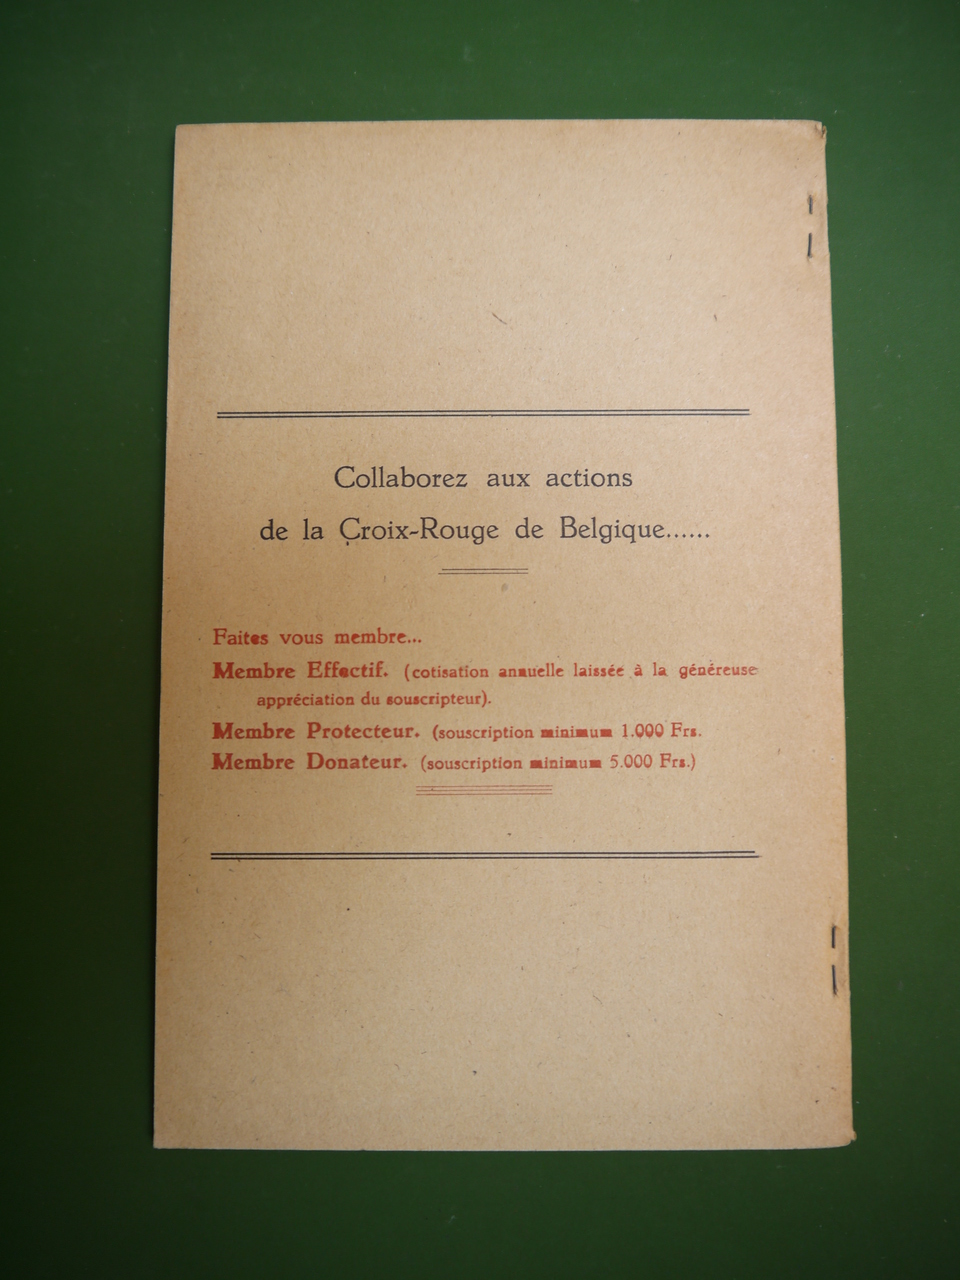 Collaborez aux actions
de la Croix-Rouge de Belgique......
Faites vous membre...
Membre Effectif. (cotisation annuelle laissée à la généreuse
appréciation du souscripteur).
Membre Protecteur. (souscription minimum 1.000 Frs.
Membre Donateur. (souscription minimum 5.000 Frs.)